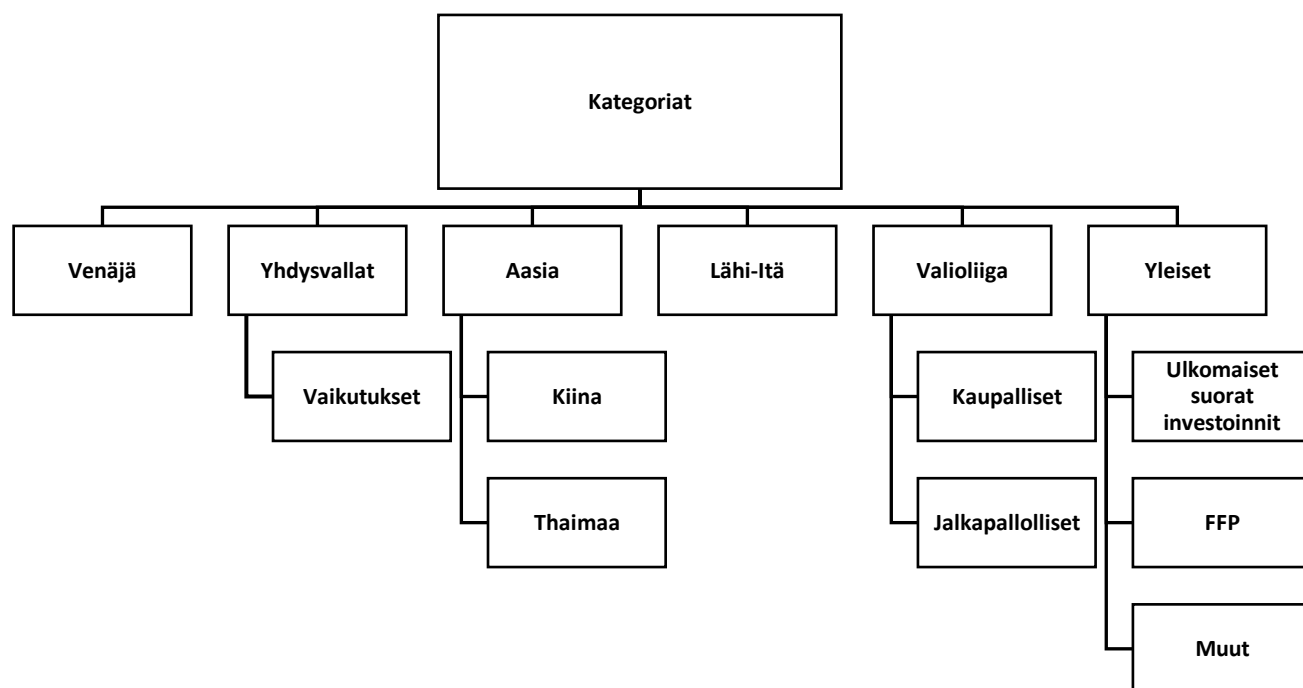 Kategoriat
Venäjä
Yhdysvallat
Aasia
Lähi-Itä
Valioliiga
Yleiset
Vaikutukset
Kiina
Kaupalliset
Ulkomaiset
suorat
investoinnit
Thaimaa
Jalkapallolliset
FFP
Muut